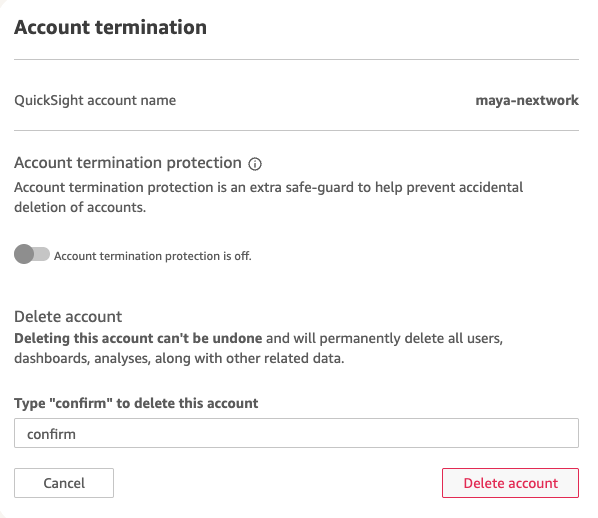 Account termination
QuickSight account name
maya-nextwork
Account termination protection
Account termination protection is an extra safe-guard to help prevent accidental
deletion of accounts.
Account termination protection is off.
Delete account
Deleting this account can't be undone and will permanently delete all users,
dashboards, analyses, along with other related data.
Type "confirm" to delete this account
confirm
Cancel
Delete account